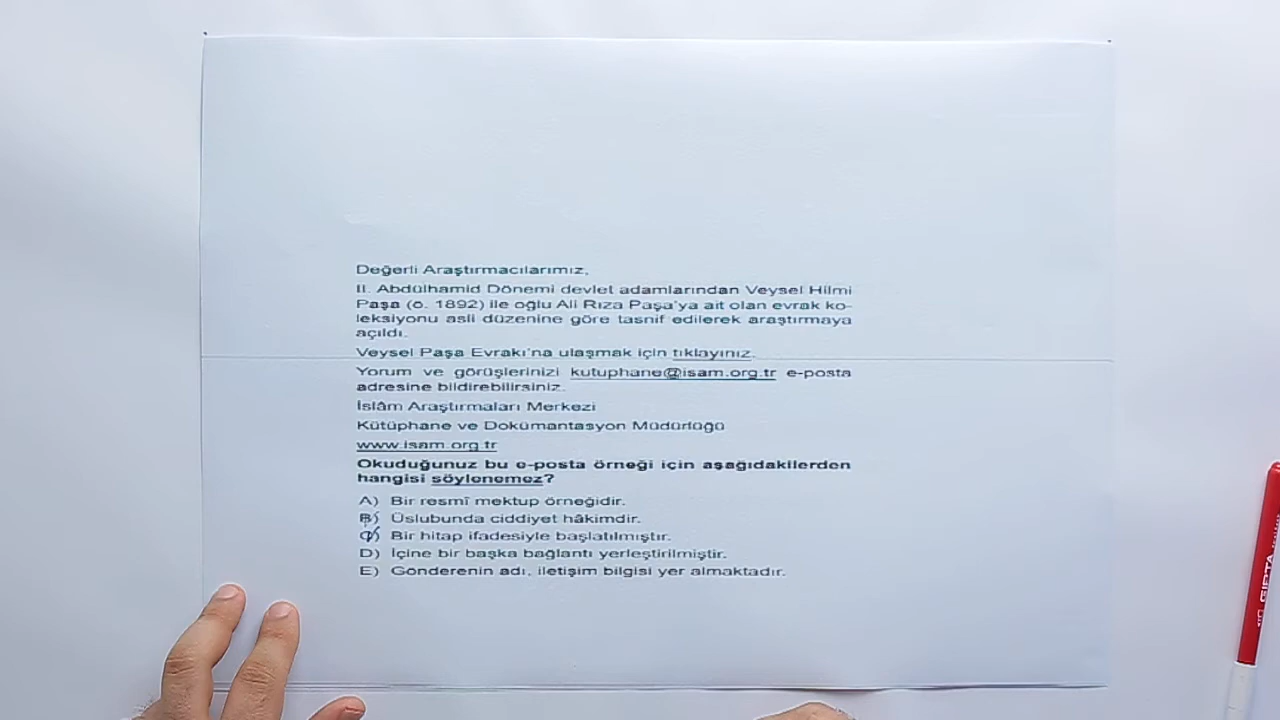 Değerli Araştırmacılarımız,
II. Abdülhamid Dönemi devlet adamlarından Veysel Hilmi
Paşa (ö. 1892) ile oğlu Ali Rıza Paşa'ya ait olan evrak ko-
leksiyonu asli düzenine göre tasnif edilerek araştırmaya
açıldı.
Veysel Paşa Evrakı'na ulaşmak için tıklayınız.
Yorum ve görüşlerinizi kutuphane@isam.org.tr e-posta
adresine bildirebilirsiniz.
İslâm Araştırmaları Merkezi
Kütüphane ve Dokümantasyon Müdürlüğü
www.isam.org.tr
Okuduğunuz bu e-posta örneği için aşağıdakilerden
hangisi söylenemez?
A) Bir resmî mektup örneğidir.
B) Üslubunda ciddiyet hâkimdir.
C) Bir hitap ifadesiyle başlatılmıştır.
D) İçine bir başka bağlantı yerleştirilmiştir.
E) Gönderenin adı, iletişim bilgisi yer almaktadır.